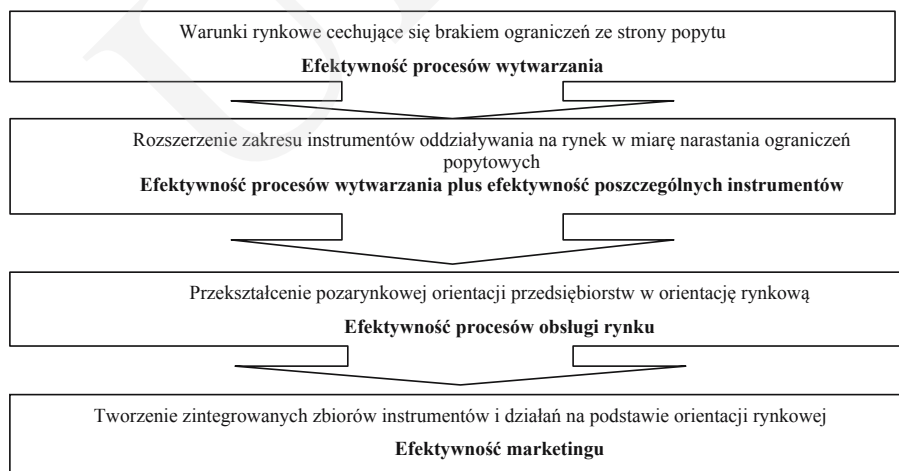 Warunki rynkowe cechujące się brakiem ograniczeń ze strony popytu
Efektywność procesów wytwarzania
Rozszerzenie zakresu instrumentów oddziaływania na rynek w miarę narastania ograniczeń
popytowych
Efektywność procesów wytwarzania plus efektywność poszczególnych instrumentów
Przekształcenie pozarynkowej orientacji przedsiębiorstw w orientację rynkową
Efektywność procesów obsługi rynku
Tworzenie zintegrowanych zbiorów instrumentów i działań na podstawie orientacji rynkowej
Efektywność marketingu